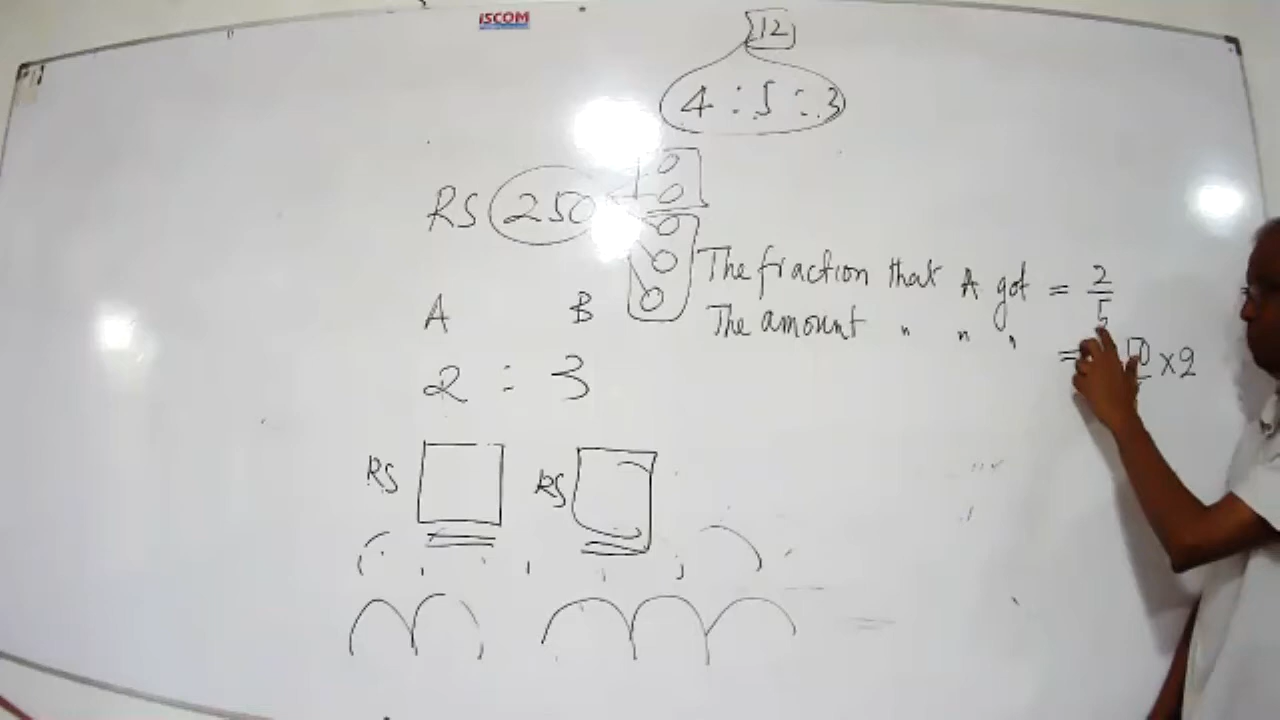 iSCOM
12
4 : 5 : 3
RS 250
The fraction that A got = 2/5
The amount " " " 
= 50 × 2
A B
2 : 3
RS RS